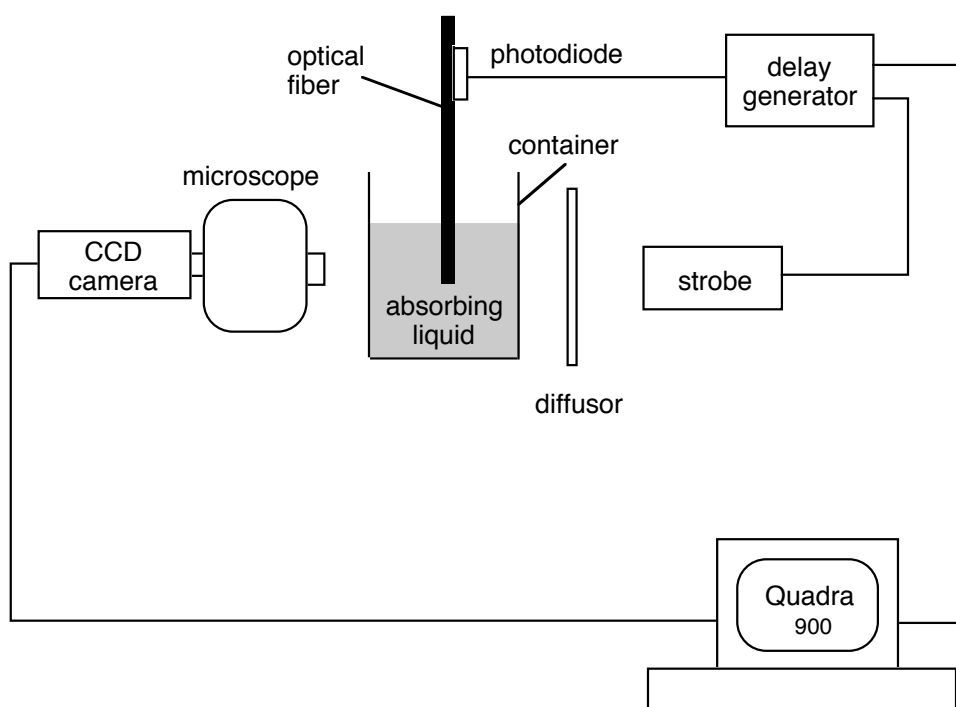 optical
fiber
photodiode
delay
generator
container
microscope
CCD
camera
strobe
absorbing
liquid
diffusor
Quadra
900